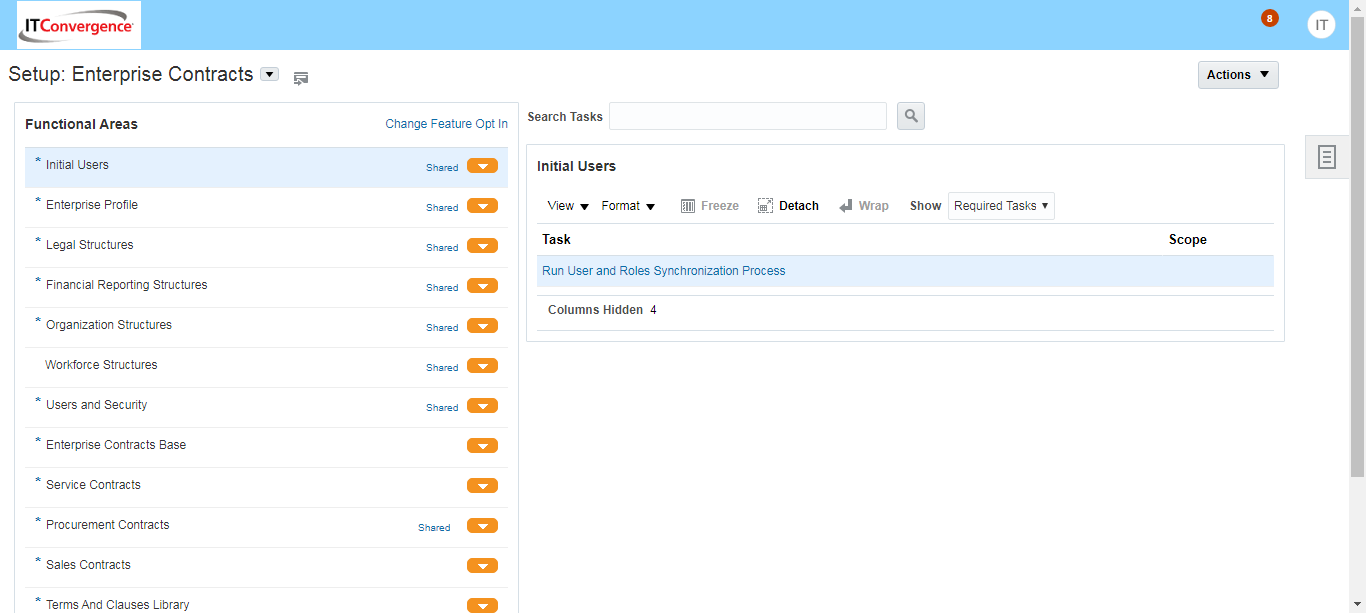 ITConvergence
8
IT
Setup: Enterprise Contracts
Actions
Functional Areas
Change Feature Opt In
* Initial Users Shared
* Enterprise Profile Shared
* Legal Structures Shared
* Financial Reporting Structures Shared
* Organization Structures Shared
Workforce Structures Shared
* Users and Security Shared
* Enterprise Contracts Base
* Service Contracts
* Procurement Contracts Shared
* Sales Contracts
* Terms And Clauses Library
Search Tasks
Initial Users
View Format Freeze Detach Wrap Show Required Tasks
Task Scope
Run User and Roles Synchronization Process
Columns Hidden 4